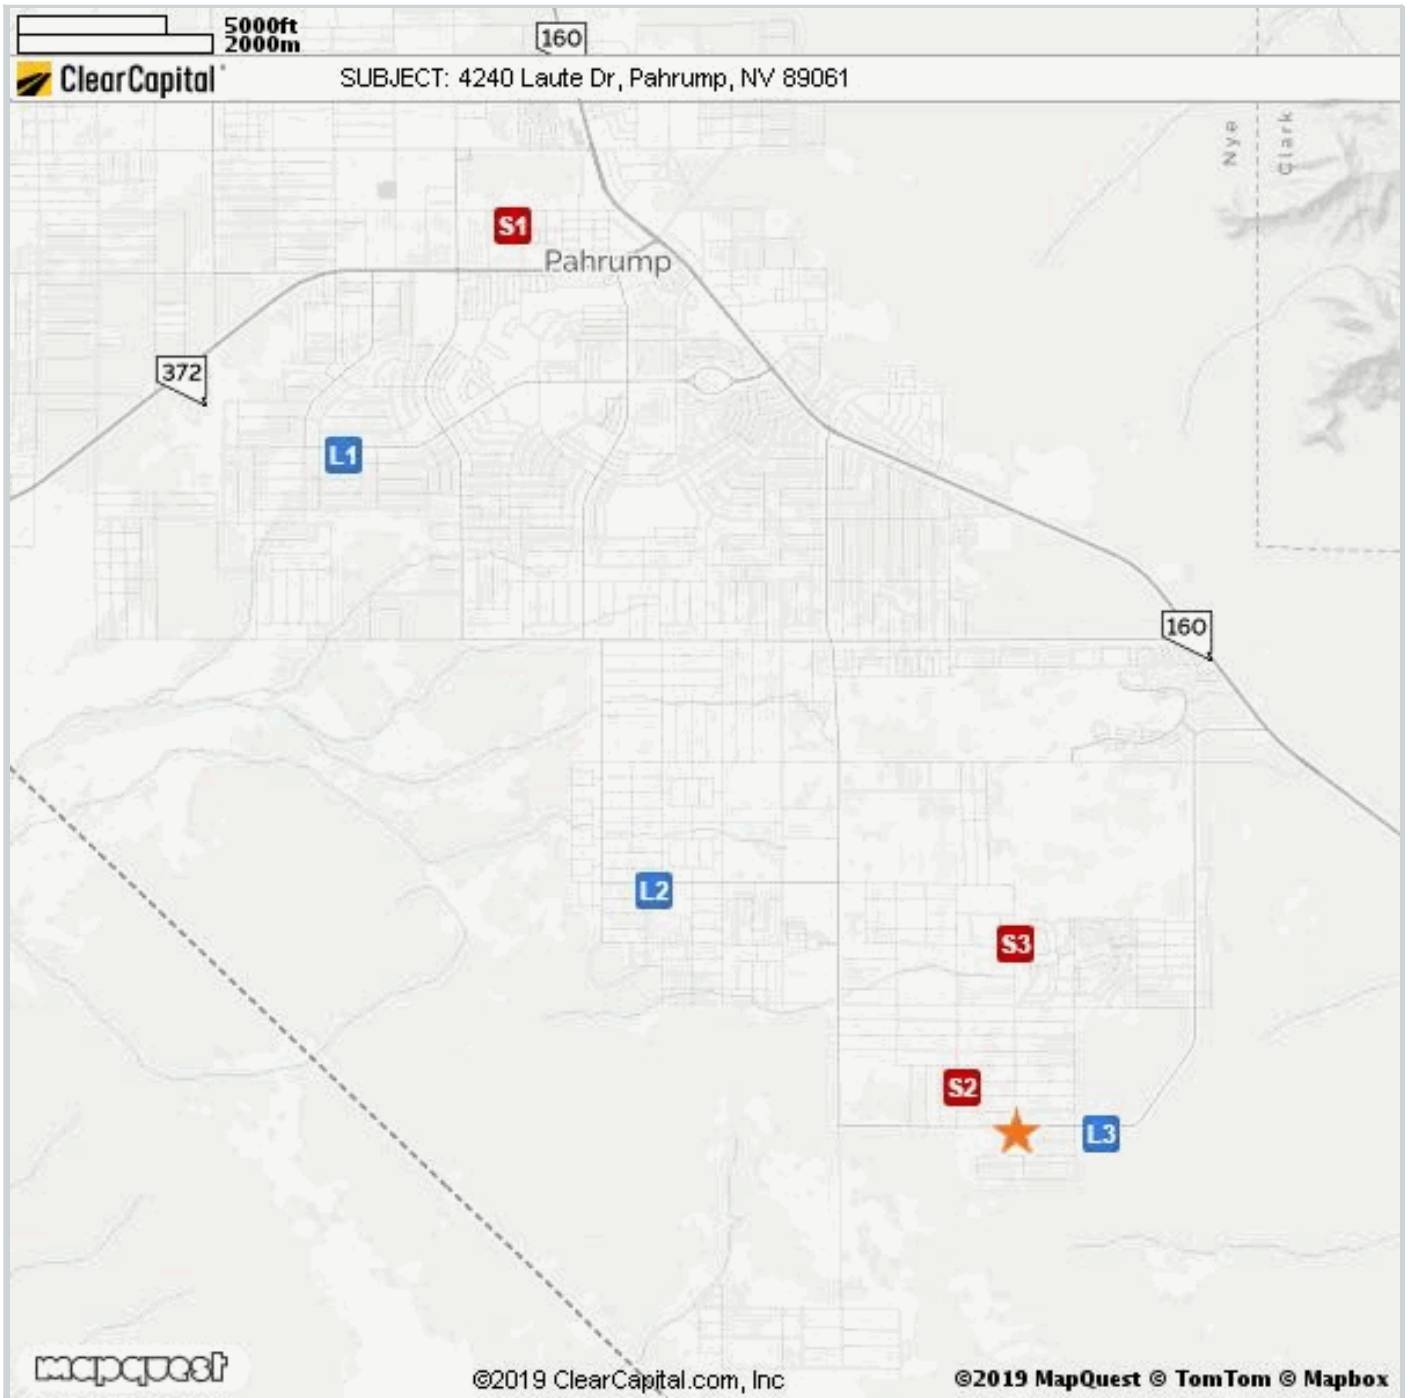 5000ft
2000m
160
ClearCapital
SUBJECT: 4240 Laute Dr, Pahrump, NV 89061
Nye
Clark
S1
Pahrump
372
L1
160
L2
S3
S2
L3
mapquest
©2019 ClearCapital.com, Inc
©2019 MapQuest © TomTom © Mapbox